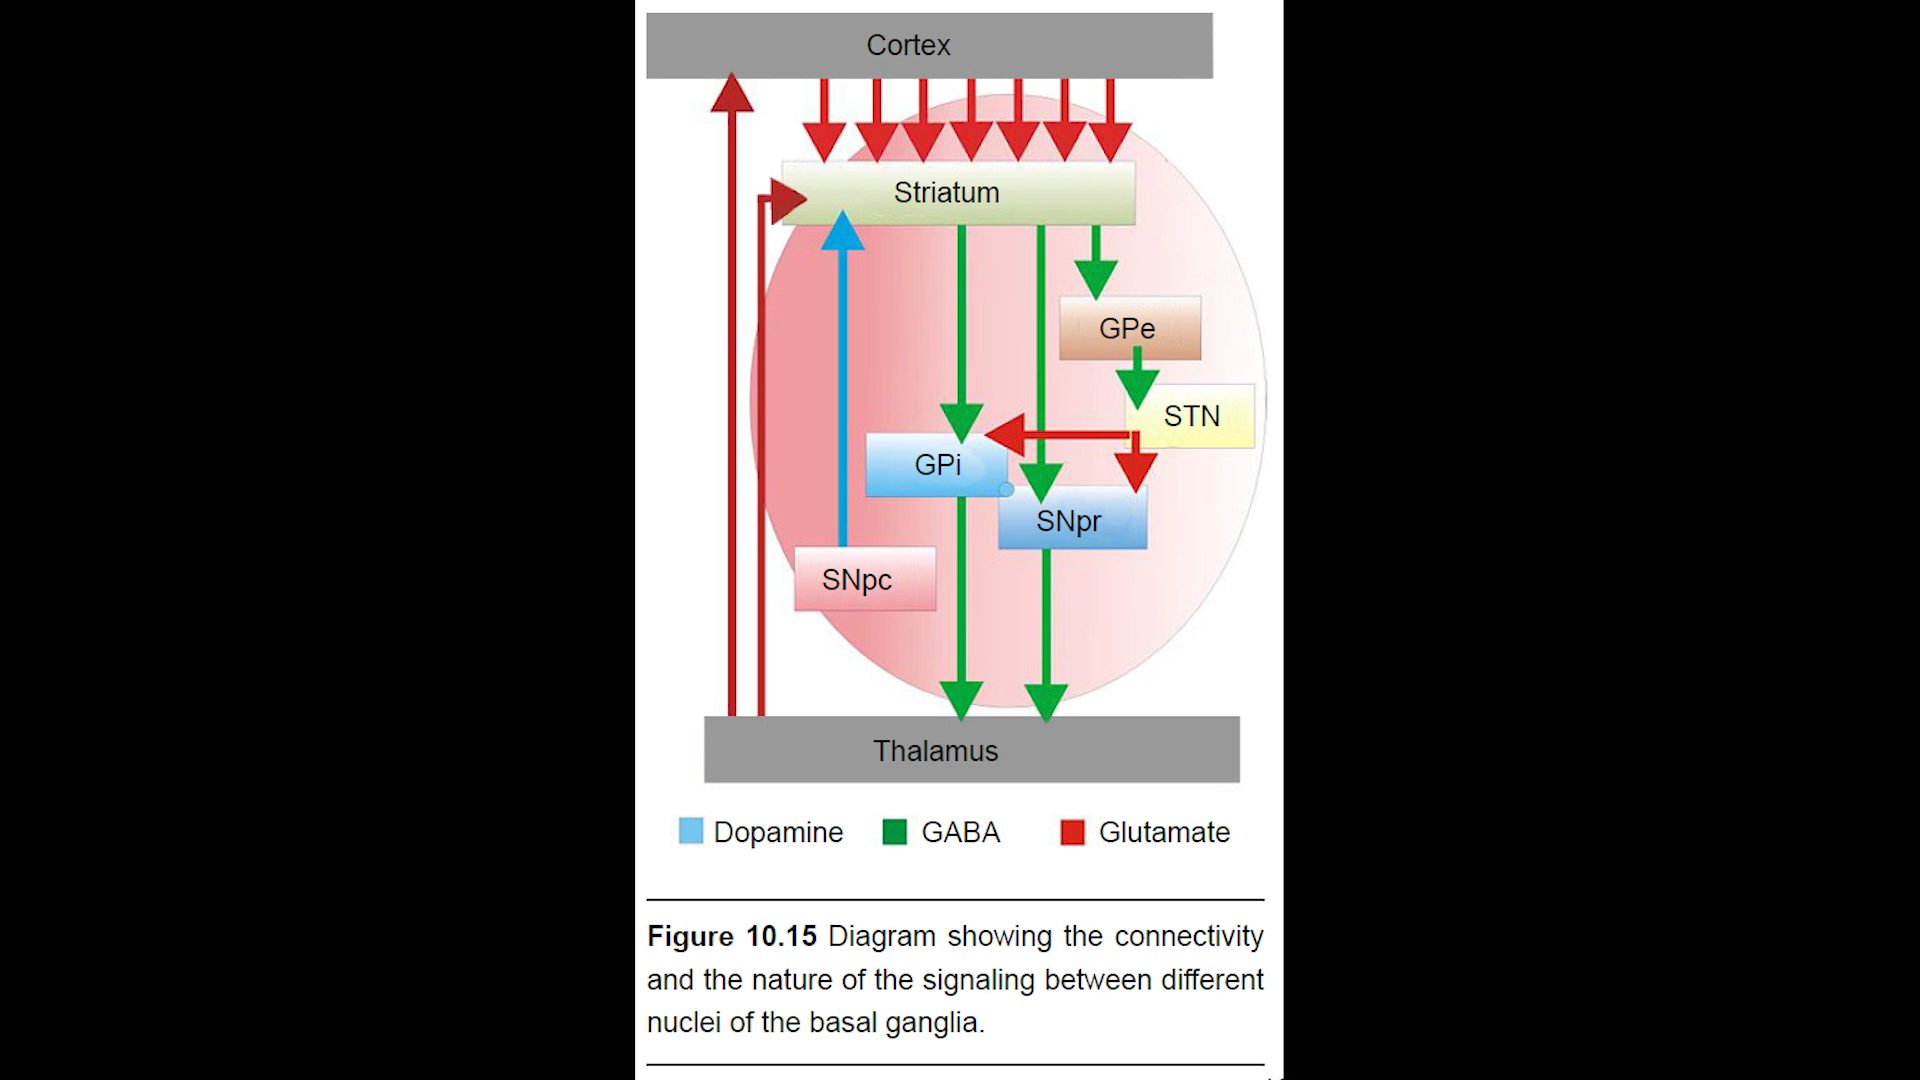 Cortex
Striatum
GPe
STN
GPi
SNpr
SNpc
Thalamus
Dopamine GABA Glutamate
Figure 10.15 Diagram showing the connectivity
and the nature of the signaling between different
nuclei of the basal ganglia.